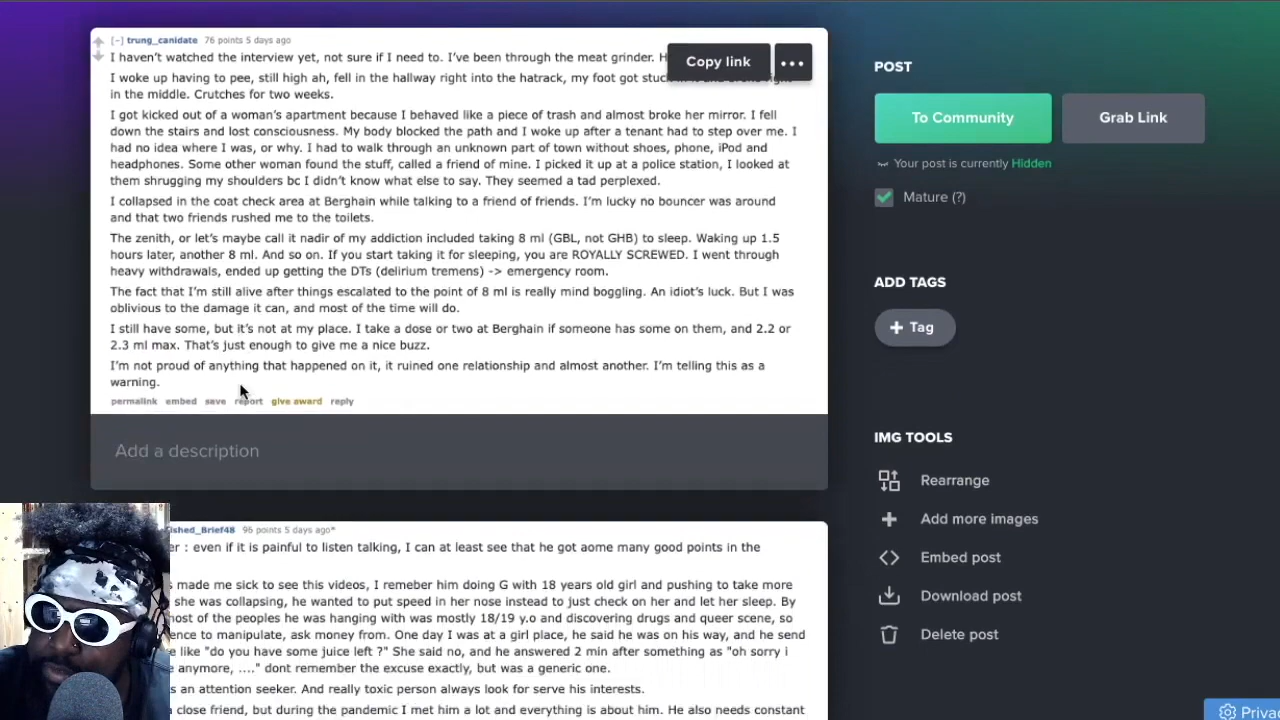 [–] trung_canidate 76 points 5 days ago
I haven't watched the interview yet, not sure if I need to. I've been through the meat grinder. H
I woke up having to pee, still high ah, fell in the hallway right into the hatrack, my foot got stuc
in the middle. Crutches for two weeks.
I got kicked out of a woman's apartment because I behaved like a piece of trash and almost broke her mirror. I fell
down the stairs and lost consciousness. My body blocked the path and I woke up after a tenant had to step over me. I
had no idea where I was, or why. I had to walk through an unknown part of town without shoes, phone, iPod and
headphones. Some other woman found the stuff, called a friend of mine. I picked it up at a police station, I looked at
them shrugging my shoulders bc I didn't know what else to say. They seemed a tad perplexed.
I collapsed in the coat check area at Berghain while talking to a friend of friends. I'm lucky no bouncer was around
and that two friends rushed me to the toilets.
The zenith, or let's maybe call it nadir of my addiction included taking 8 ml (GBL, not GHB) to sleep. Waking up 1.5
hours later, another 8 ml. And so on. If you start taking it for sleeping, you are ROYALLY SCREWED. I went through
heavy withdrawals, ended up getting the DTs (delirium tremens) -> emergency room.
The fact that I'm still alive after things escalated to the point of 8 ml is really mind boggling. An idiot's luck. But I was
oblivious to the damage it can, and most of the time will do.
I still have some, but it's not at my place. I take a dose or two at Berghain if someone has some on them, and 2.2 or
2.3 ml max. That's just enough to give me a nice buzz.
I'm not proud of anything that happened on it, it ruined one relationship and almost another. I'm telling this as a
warning.
permalink embed save report give award reply
Copy link
Add a description
ished_Brief48 96 points 5 days ago*
er : even if it is painful to listen talking, I can at least see that he got aome many good points in the
s made me sick to see this videos, I remeber him doing G with 18 years old girl and pushing to take more
she was collapsing, he wanted to put speed in her nose instead to just check on her and let her sleep. By
most of the peoples he was hanging with was mostly 18/19 y.o and discovering drugs and queer scene, so
ence to manipulate, ask money from. One day I was at a girl place, he said he was on his way, and he send
e like "do you have some juice left ?" She said no, and he answered 2 min after something as "oh sorry i
e anymore, ...." dont remember the excuse exactly, but was a generic one.
s an attention seeker. And really toxic person always look for serve his interests.
close friend, but during the pandemic I met him a lot and everything is about him. He also needs constant
POST
To Community
Grab Link
Your post is currently Hidden
Mature (?)
ADD TAGS
+ Tag
IMG TOOLS
Rearrange
Add more images
Embed post
Download post
Delete post
Privac